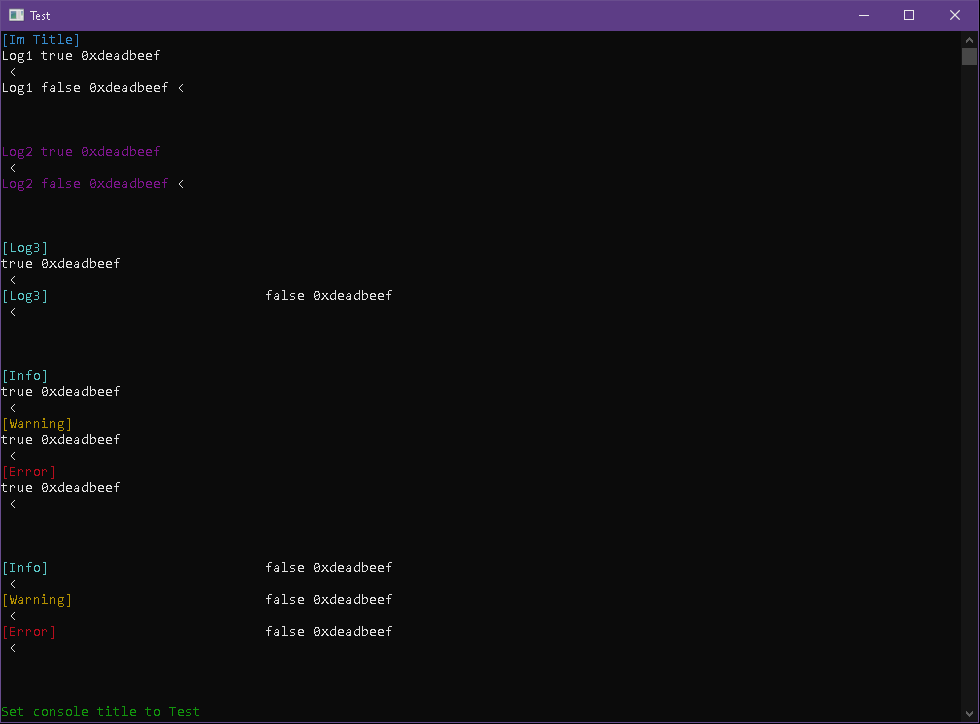 Test
[Im Title]
Log1 true 0xdeadbeef
<
Log1 false 0xdeadbeef <
Log2 true 0xdeadbeef
<
Log2 false 0xdeadbeef <
[Log3]
true 0xdeadbeef
<
[Log3] false 0xdeadbeef
<
[Info]
true 0xdeadbeef
<
[Warning]
true 0xdeadbeef
<
[Error]
true 0xdeadbeef
<
[Info] false 0xdeadbeef
<
[Warning] false 0xdeadbeef
<
[Error] false 0xdeadbeef
<
Set console title to Test